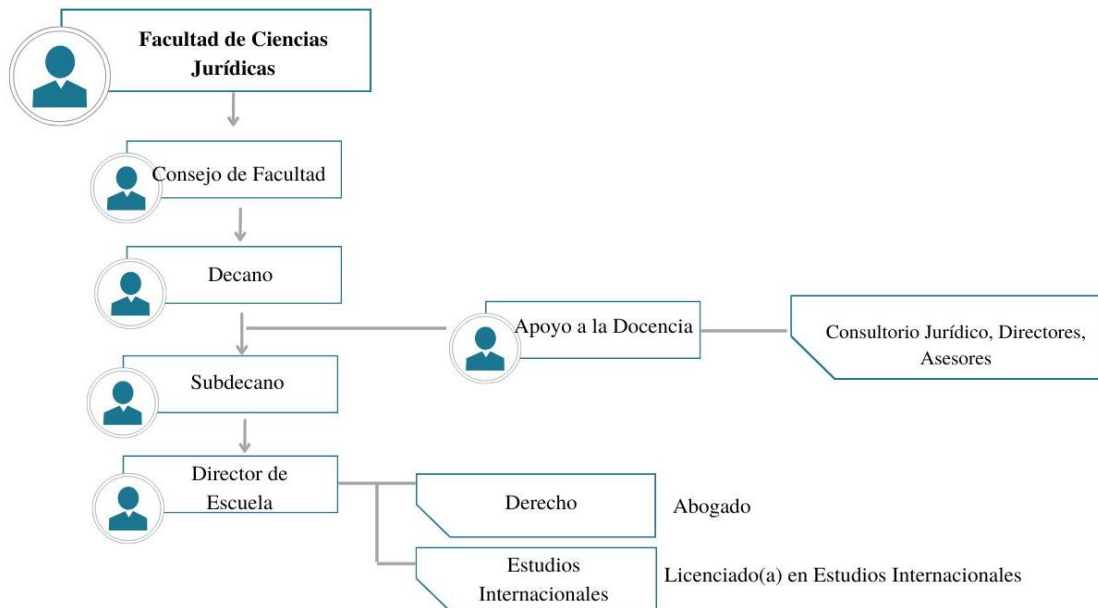 Facultad de Ciencias
Jurídicas
Consejo de Facultad
Decano
Apoyo a la Docencia
Consultorio Jurídico, Directores,
Asesores
Subdecano
Director de
Escuela
Derecho
Abogado
Estudios
Internacionales
Licenciado(a) en Estudios Internacionales